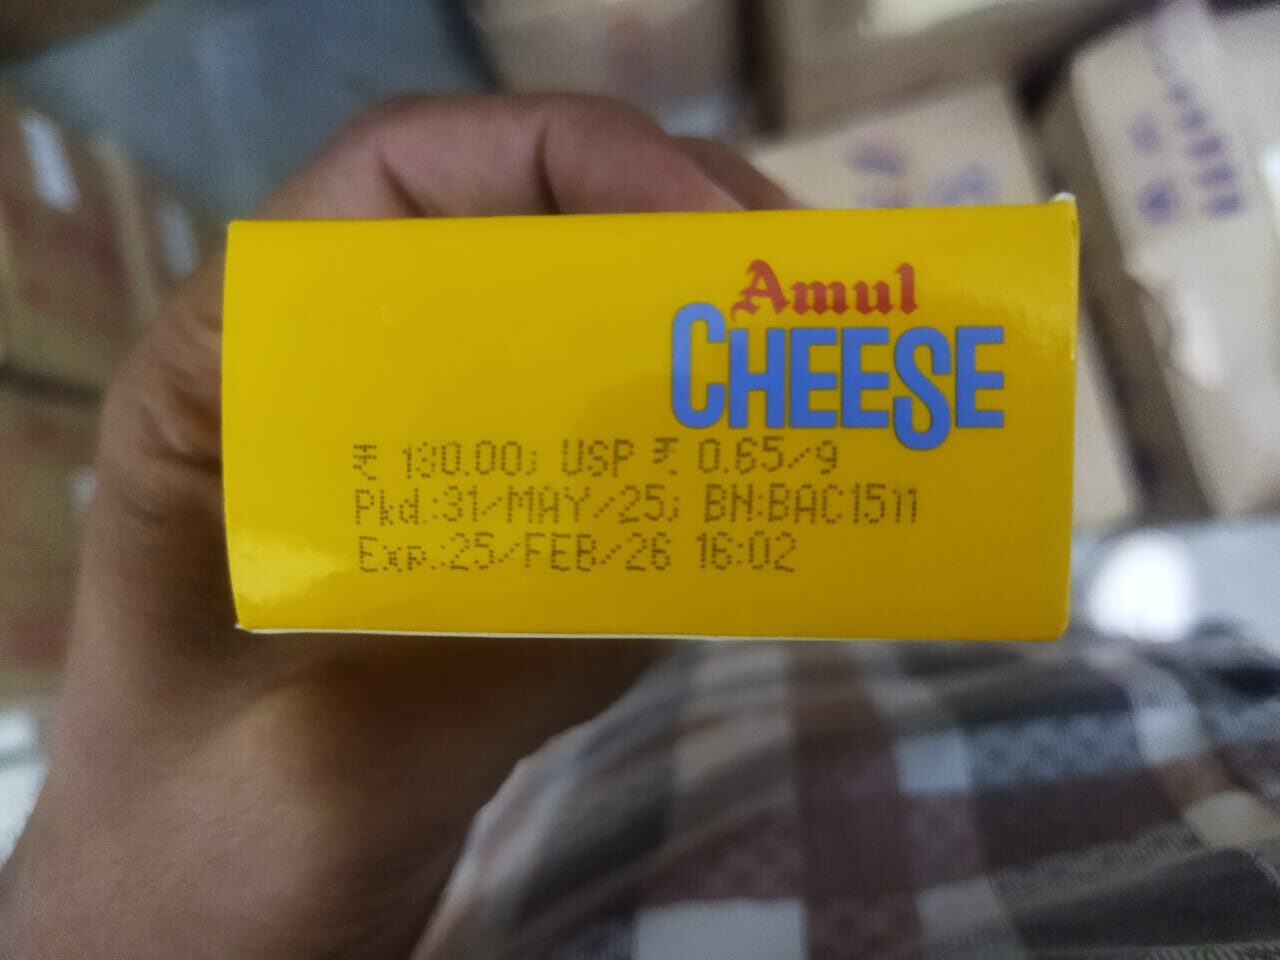 Amul
CHEESE
₹ 130.00; USP ₹ 0.65/g
Pkd.:31/MAY/25; BN:BAC1511
Exp.:25/FEB/26 16:02